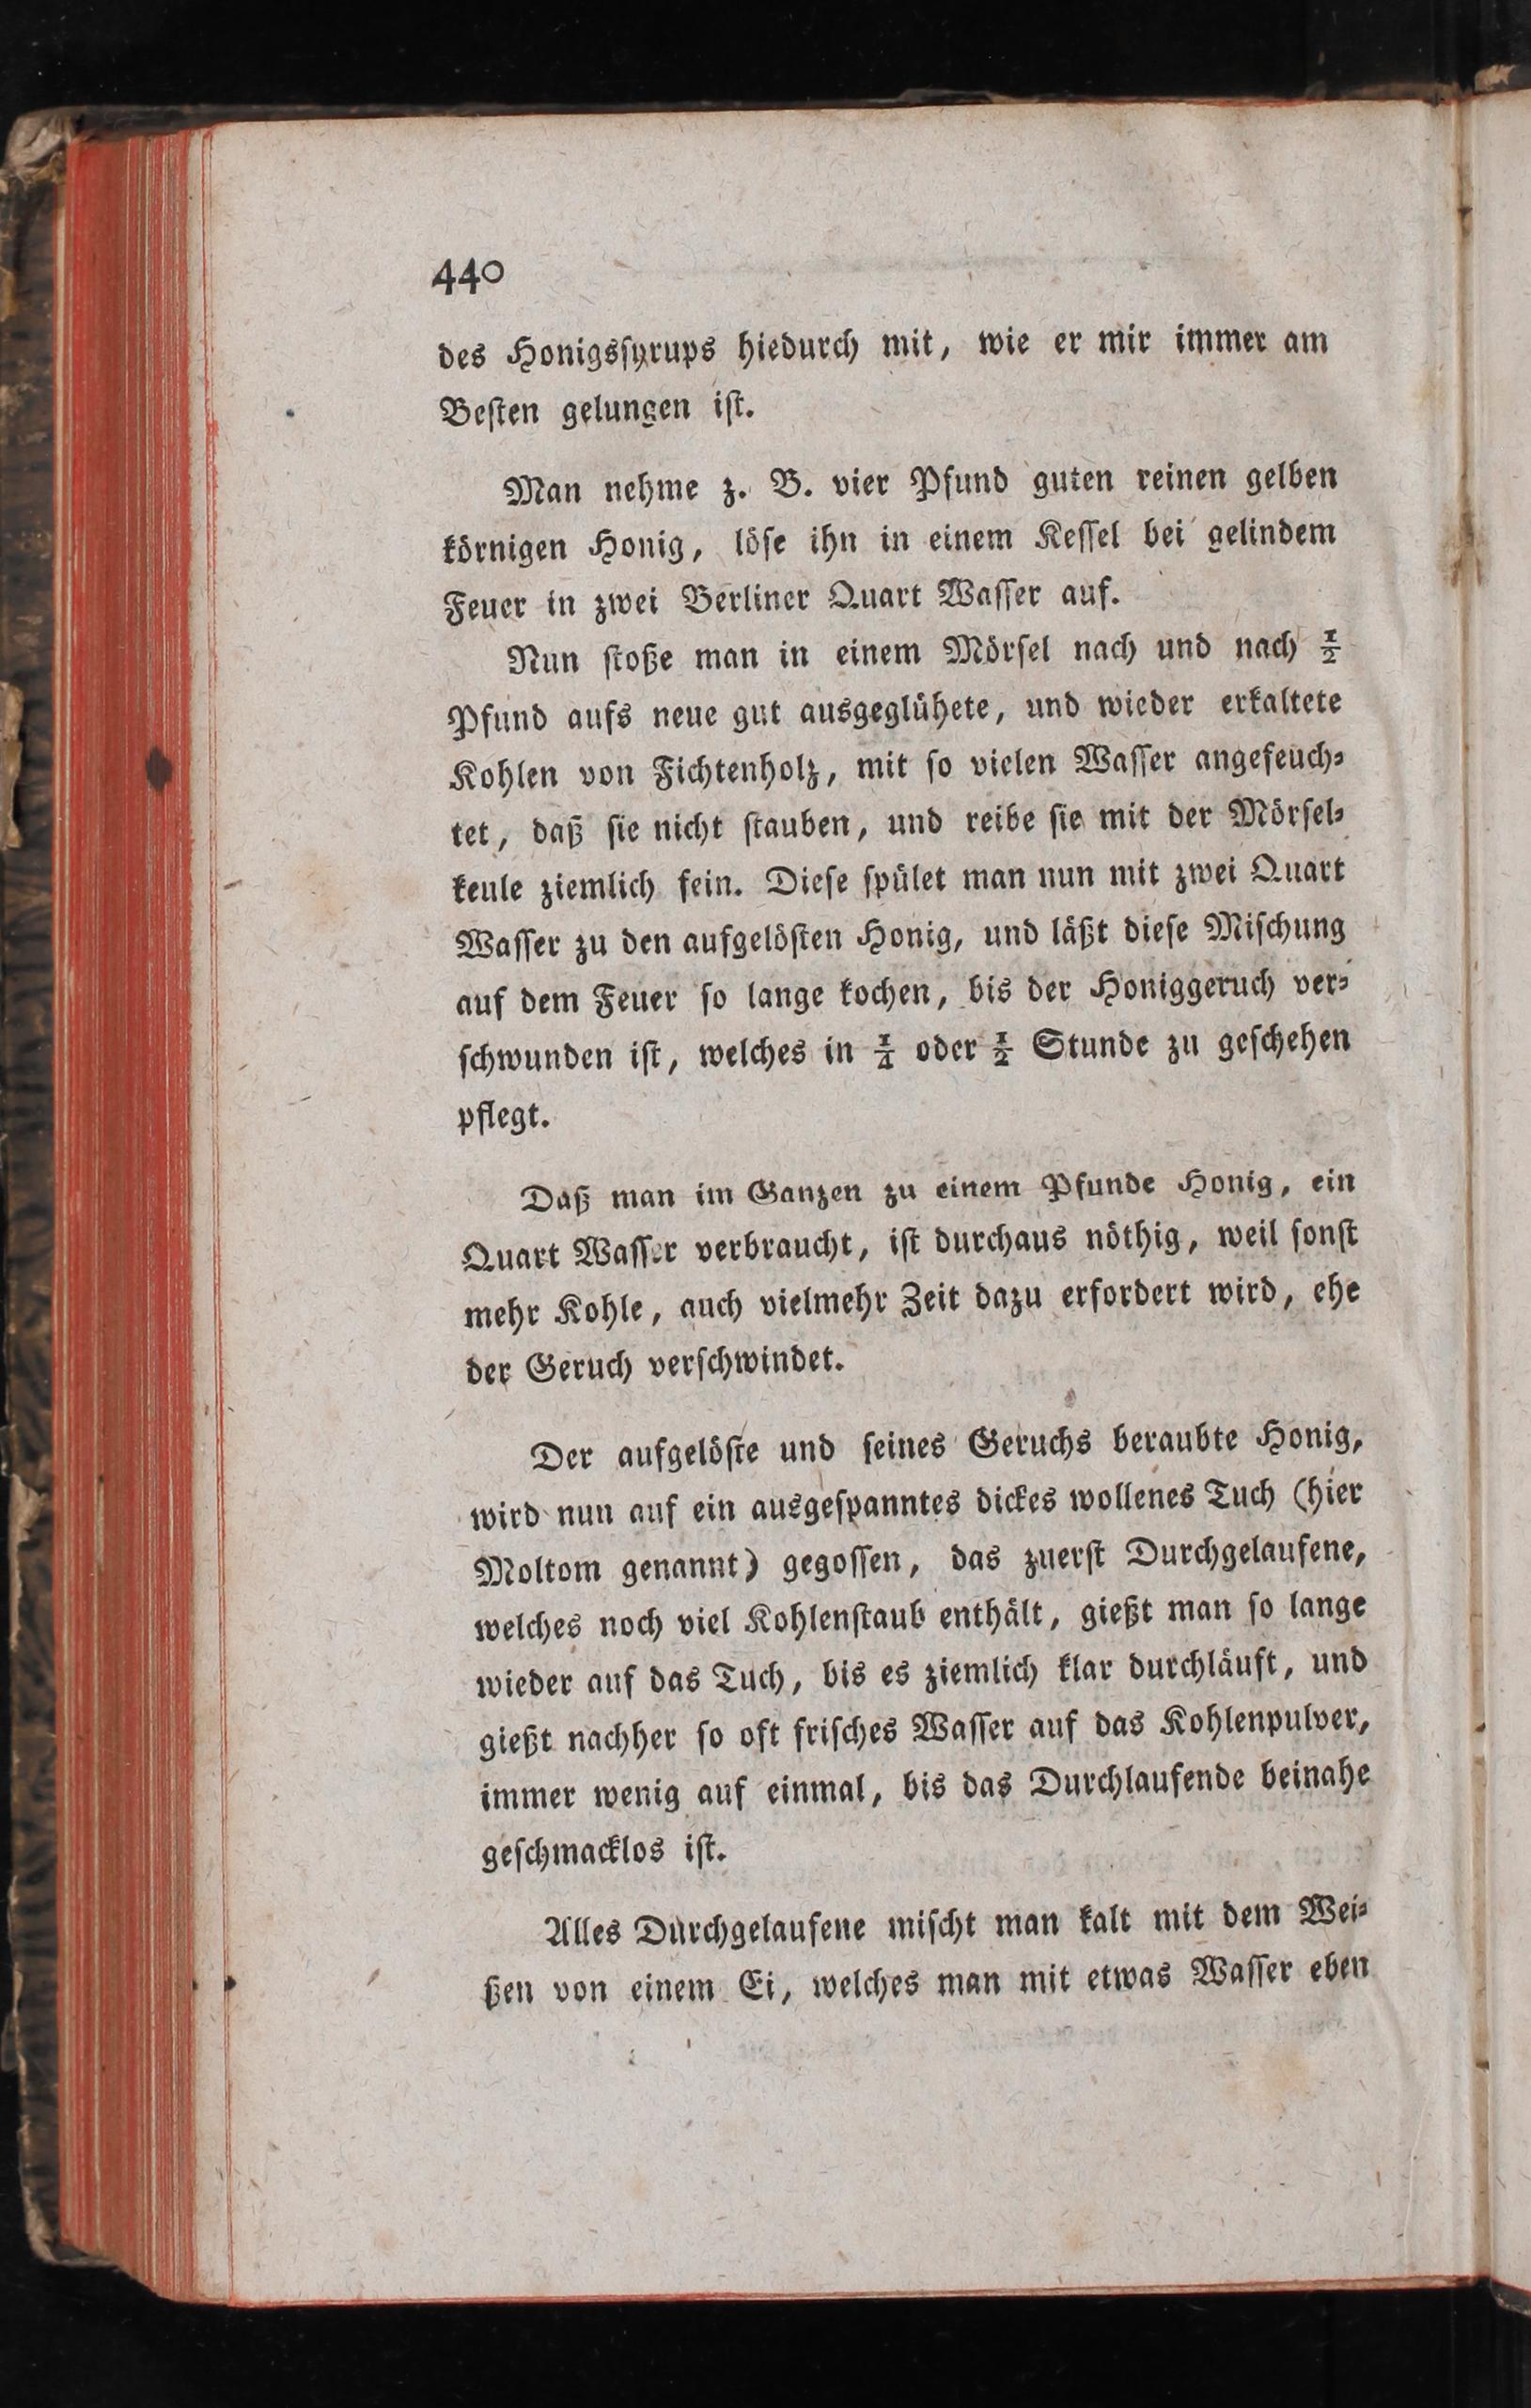 440
des Honigsſyrups hiedurch mit, wie er mir immer am
Beſten gelungen iſt.
Man nehme z. B. vier Pfund guten reinen gelben
körnigen Honig, löſe ihn in einem Keſſel bei gelindem
Feuer in zwei Berliner Quart Waſſer auf.
Nun ſtoße man in einem Mörſel nach und nach ½
Pfund aufs neue gut ausgeglühete, und wieder erkaltete
Kohlen von Fichtenholz, mit ſo vielen Waſſer angefeuch⸗
tet, daß ſie nicht ſtauben, und reibe ſie mit der Mörſel⸗
keule ziemlich fein. Dieſe ſpület man nun mit zwei Quart
Waſſer zu den aufgelöſten Honig, und läßt dieſe Miſchung
auf dem Feuer ſo lange kochen, bis der Honiggeruch ver⸗
ſchwunden iſt, welches in ¼ oder ½ Stunde zu geſchehen
pflegt.
Daß man im Ganzen zu einem Pfunde Honig, ein
Quart Waſſer verbraucht, iſt durchaus nöthig, weil ſonſt
mehr Kohle, auch vielmehr Zeit dazu erfordert wird, ehe
der Geruch verſchwindet.
Der aufgelöſte und ſeines Geruchs beraubte Honig,
wird nun auf ein ausgeſpanntes dickes wollenes Tuch (hier
Moltom genannt) gegoſſen, das zuerſt Durchgelaufene,
welches noch viel Kohlenſtaub enthält, gießt man ſo lange
wieder auf das Tuch, bis es ziemlich klar durchläuft, und
gießt nachher ſo oft friſches Waſſer auf das Kohlenpulver,
immer wenig auf einmal, bis das Durchlaufende beinahe
geſchmacklos iſt.
Alles Durchgelaufene miſcht man kalt mit dem Wei⸗
ßen von einem Ei, welches man mit etwas Waſſer eben